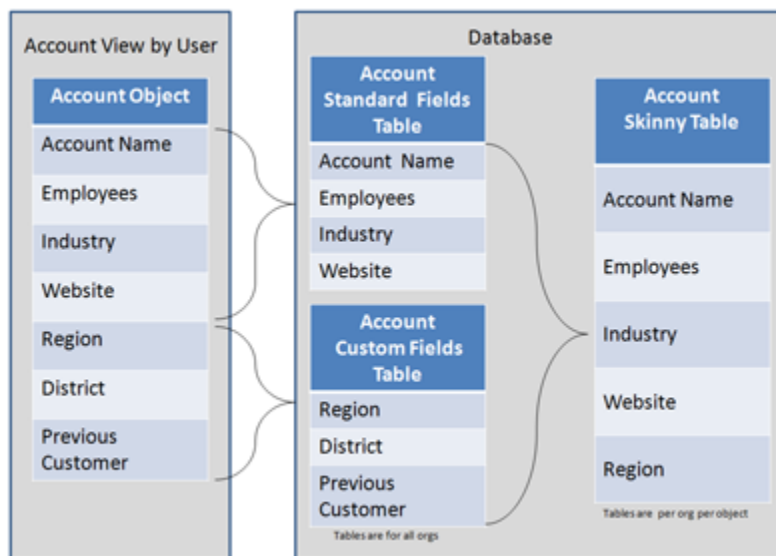 Account View by User
Account Object
Account Name
Employees
Industry
Website
Region
District
Previous
Customer
Database
Account
Standard Fields
Table
Account Name
Employees
Industry
Website
Account
Custom Fields
Table
Region
District
Previous
Customer
Tables are for all orgs
Account
Skinny Table
Account Name
Employees
Industry
Website
Region
Tables are per org per object